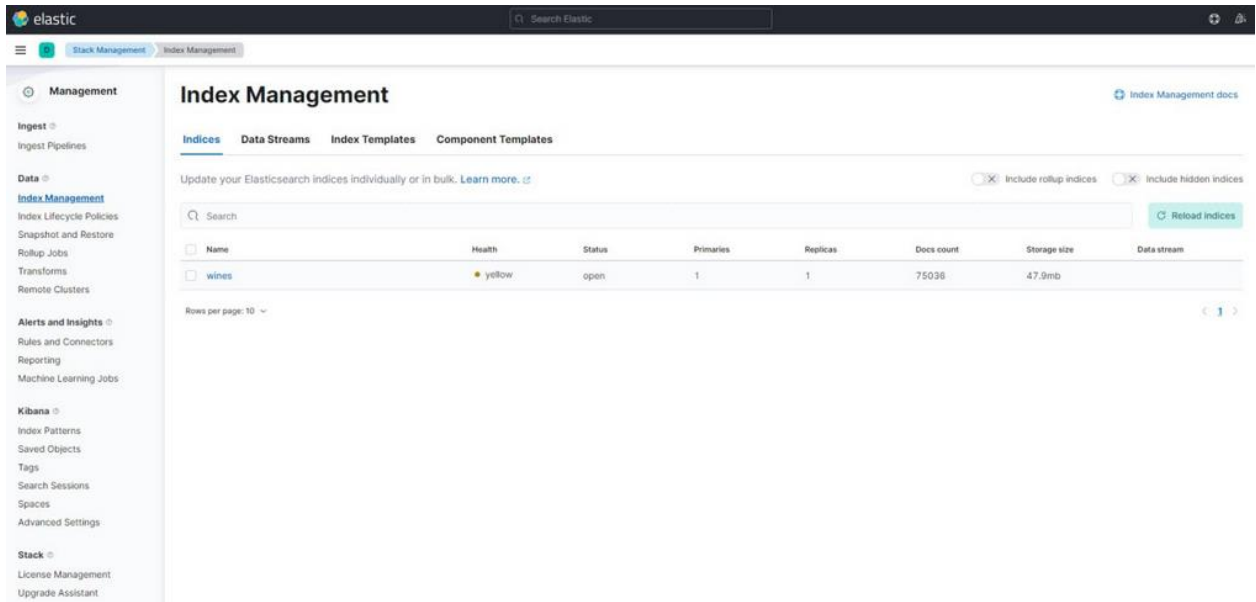 elastic
Search Elastic
D Stack Management Index Management
Management
Ingest
Ingest Pipelines
Data
Index Management
Index Lifecycle Policies
Snapshot and Restore
Rollup Jobs
Transforms
Remote Clusters
Alerts and Insights
Rules and Connectors
Reporting
Machine Learning Jobs
Kibana
Index Patterns
Saved Objects
Tags
Search Sessions
Spaces
Advanced Settings
Stack
License Management
Upgrade Assistant
Index Management
Index Management docs
Indices Data Streams Index Templates Component Templates
Update your Elasticsearch indices individually or in bulk. Learn more.
Include rollup indices Include hidden indices
Search
Reload indices
Name Health Status Primaries Replicas Docs count Storage size Data stream
wines yellow open 1 1 75036 47.9mb
Rows per page: 10
1